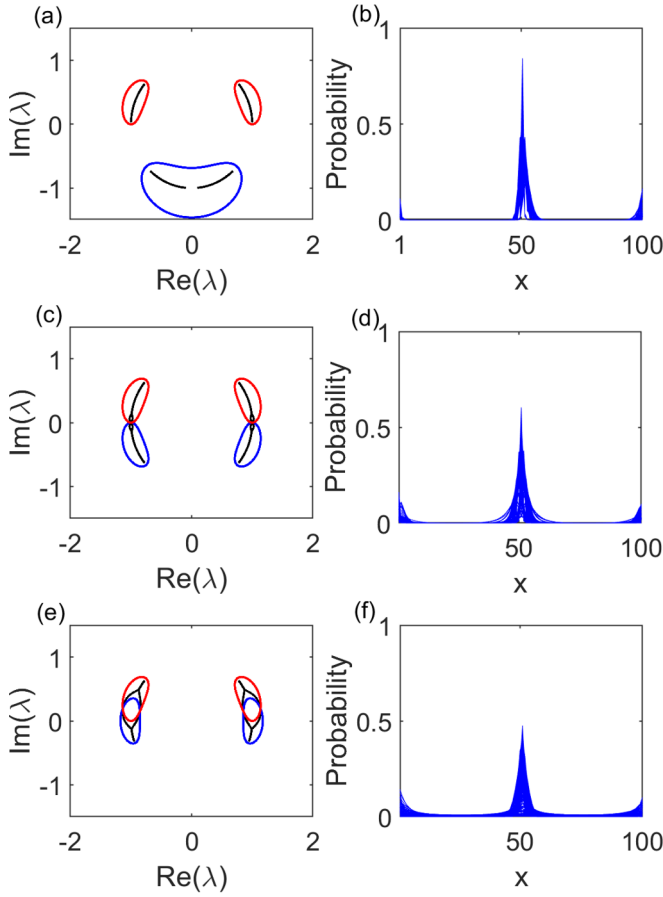 (a)
Im(λ)
1
0
-1
-2
0
2
Re(λ)
(b)
Probability
1
0.5
0
1
50
100
x
(c)
Im(λ)
1
0
-1
-2
0
2
Re(λ)
(d)
Probability
1
0.5
0
50
100
x
(e)
Im(λ)
1
0
-1
-2
0
2
Re(λ)
(f)
Probability
1
0.5
0
50
100
x